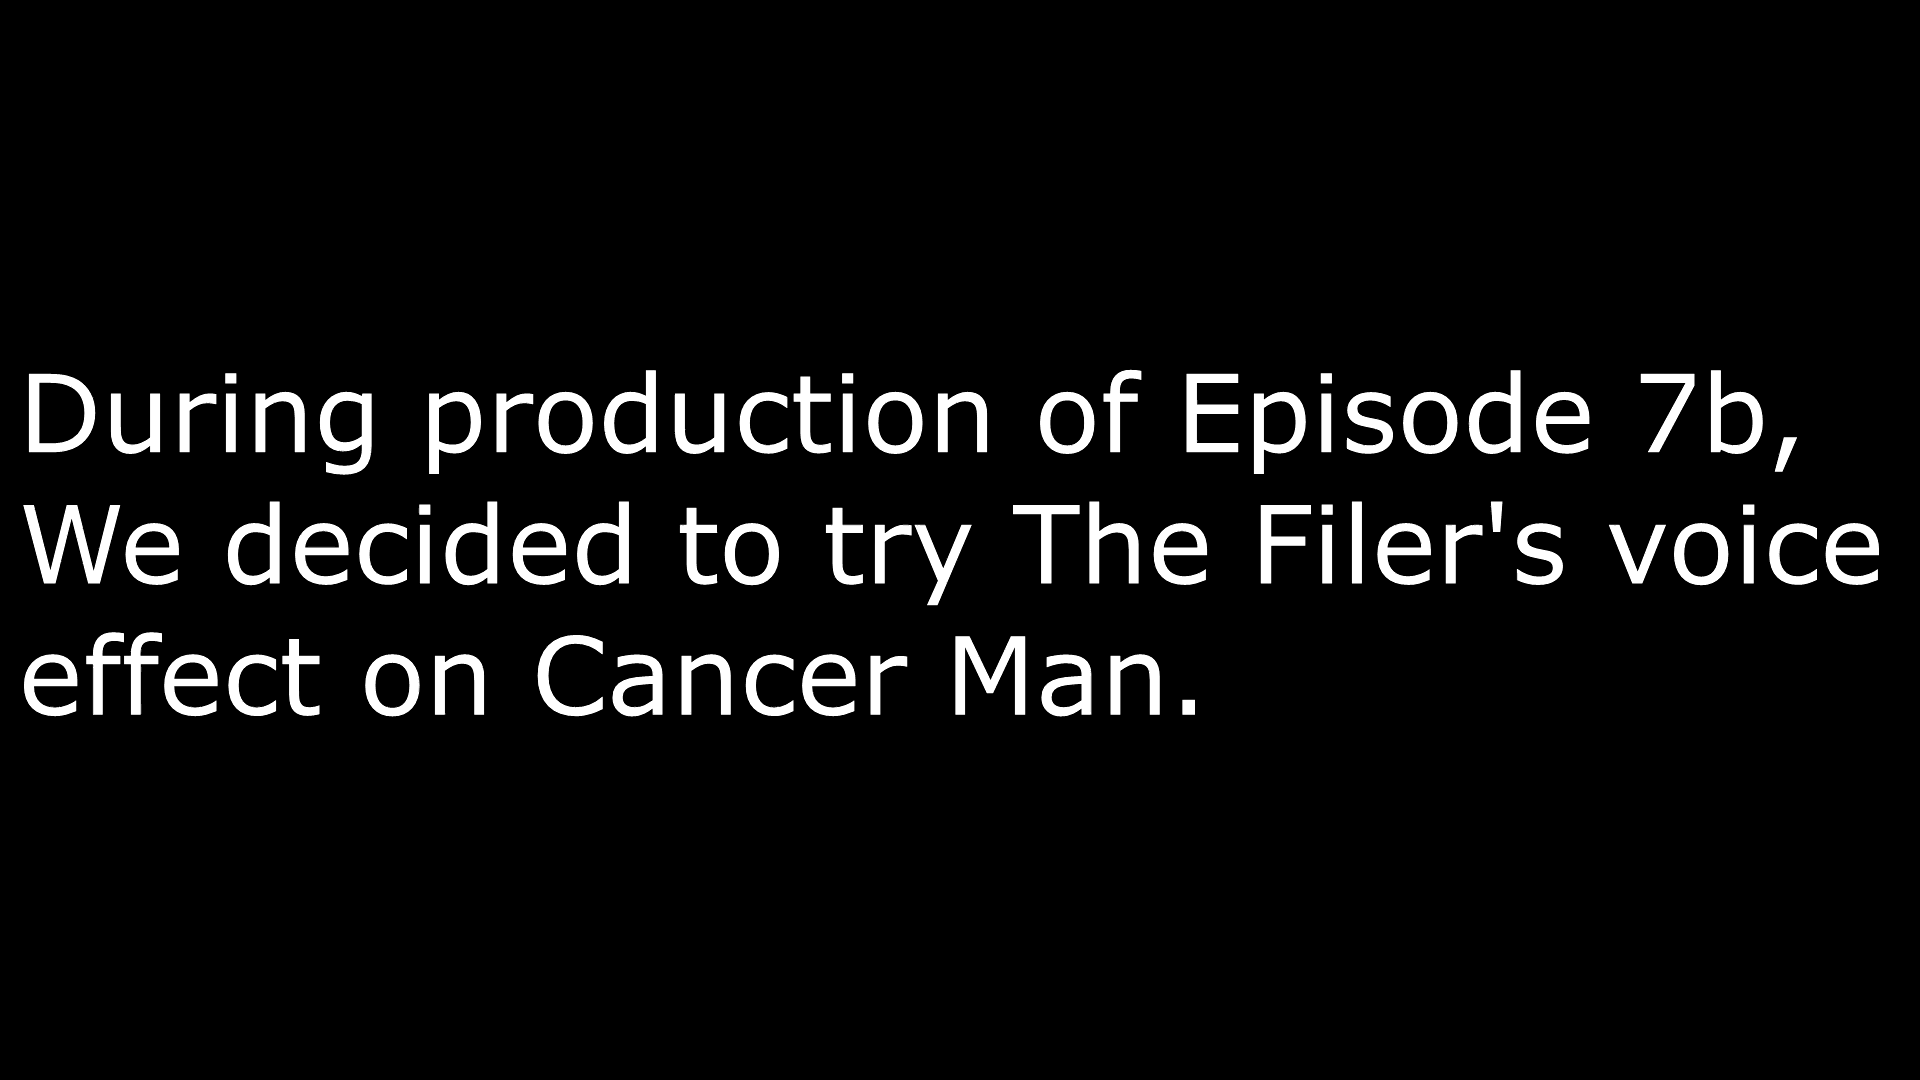 During production of Episode 7b,
We decided to try The Filer's voice
effect on Cancer Man.